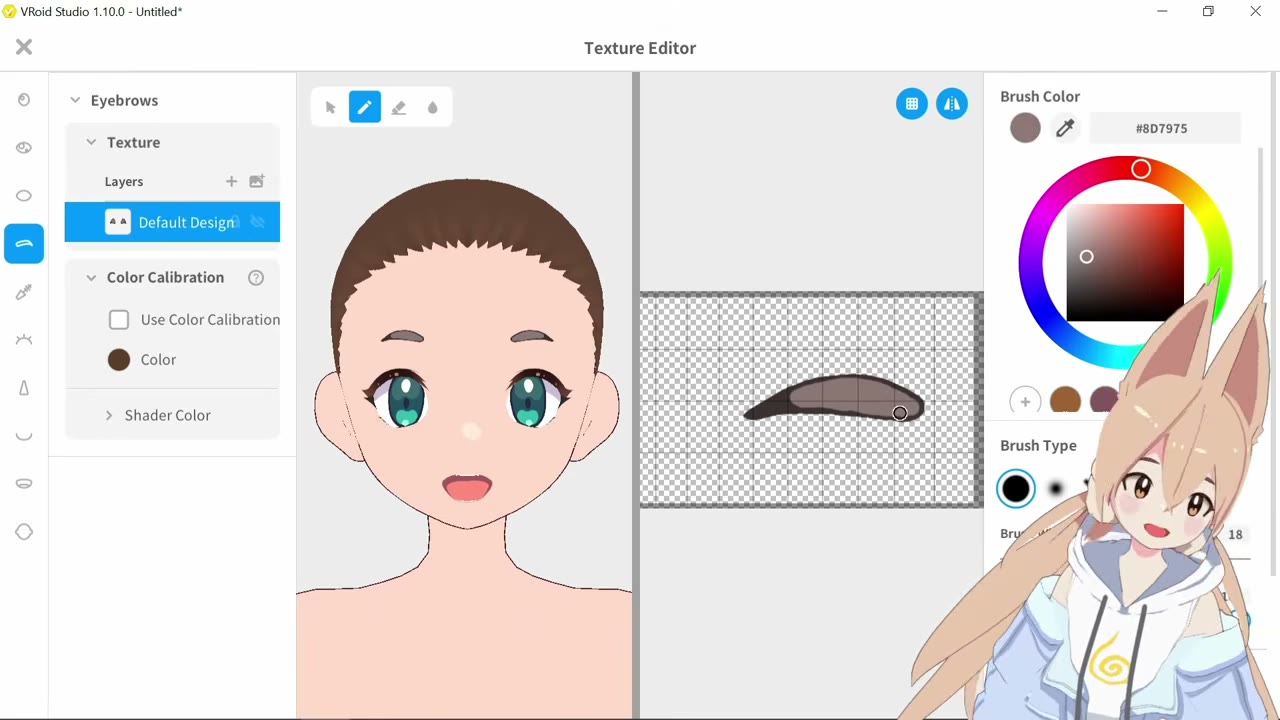 VRoid Studio 1.10.0 - Untitled*
Texture Editor
Eyebrows
Texture
Layers
Default Design
Color Calibration
Use Color Calibration
Color
Shader Color
Brush Color
#8D7975
Brush Type
18